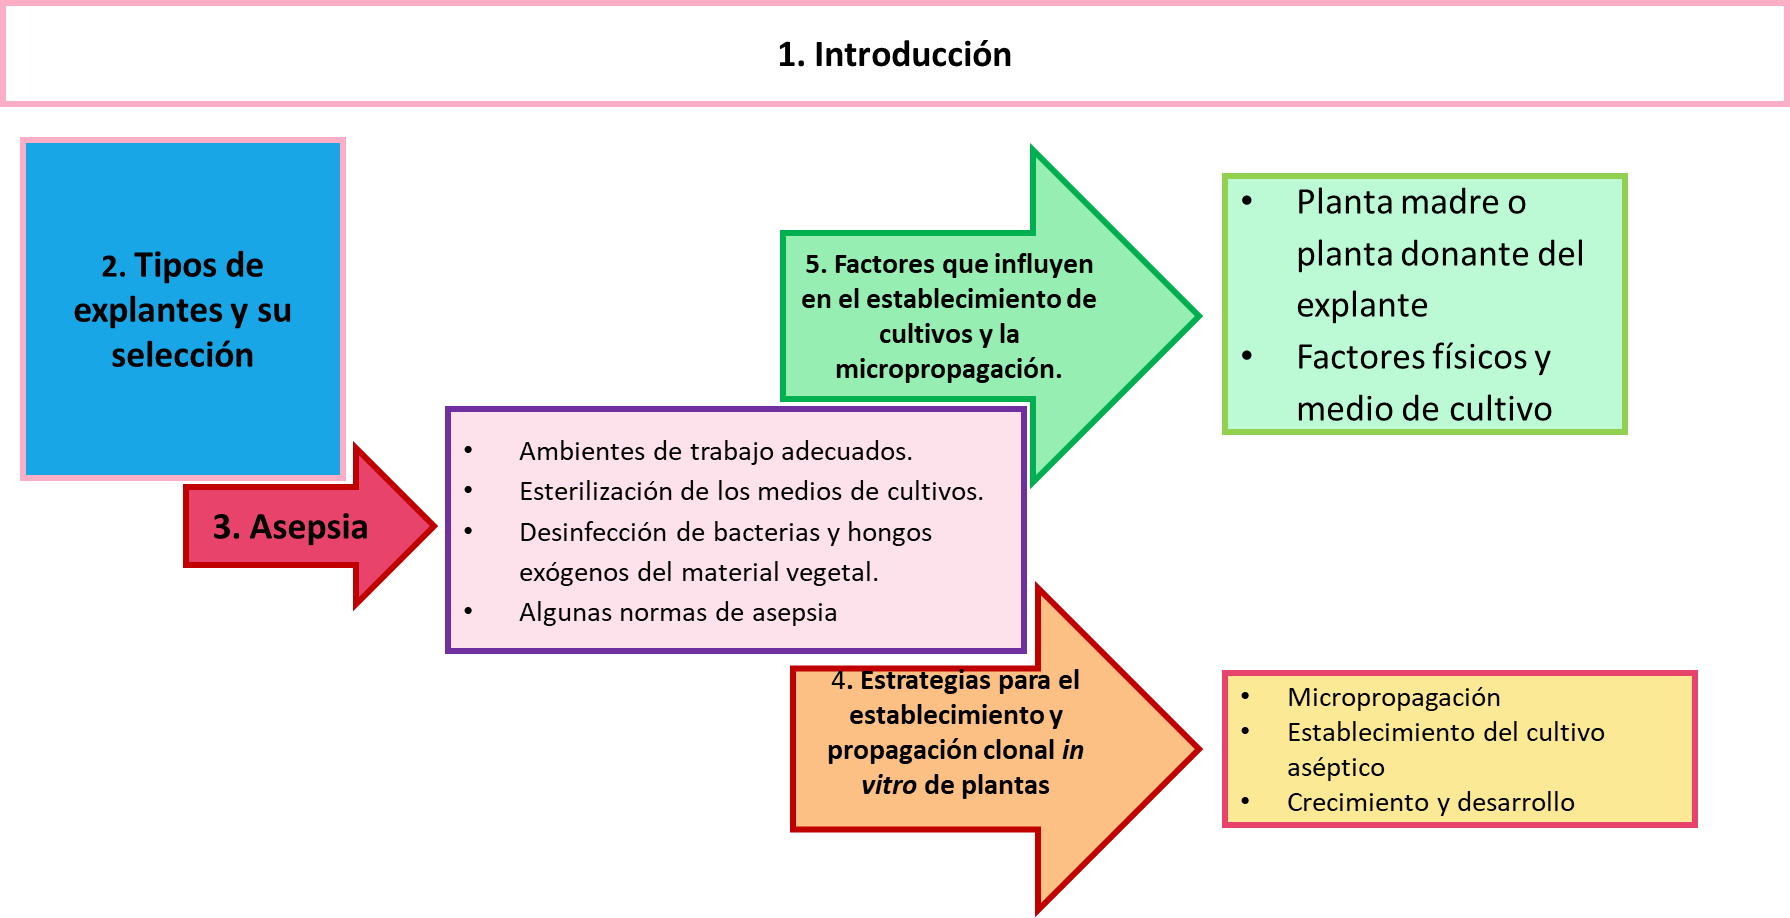 1. Introducción
2. Tipos de
explantes y su
selección
3. Asepsia
• Ambientes de trabajo adecuados.
• Esterilización de los medios de cultivos.
• Desinfección de bacterias y hongos
exógenos del material vegetal.
• Algunas normas de asepsia
5. Factores que influyen
en el establecimiento de
cultivos y la
micropropagación.
• Planta madre o
planta donante del
explante
• Factores físicos y
medio de cultivo
4. Estrategias para el
establecimiento y
propagación clonal in
vitro de plantas
• Micropropagación
• Establecimiento del cultivo
aséptico
• Crecimiento y desarrollo